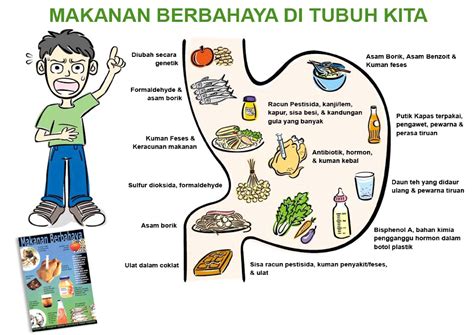 MAKANAN BERBAHAYA DI TUBUH KITA
Diubah secara
genetik
Formaldehyde &
asam borik
Kuman Feses &
Keracunan makanan
Sulfur dioksida, formaldehyde
Asam borik
Ulat dalam coklat
Racun Pestisida, kanji/lem,
kapur, sisa besi, & kandungan
gula yang banyak
Antibiotik, hormon,
& kuman kebal
Sisa racun pestisida, kuman penyakit/feses,
& ulat
Asam Borik, Asam Benzoit &
Kuman feses
Putik Kapas terpakai,
pengawet, pewarna &
perasa tiruan
Daun teh yang didaur
ulang & pewarna tiruan
Bisphenol A, bahan kimia
pengganggu hormon dalam
botol plastik
Makanan Berbahaya